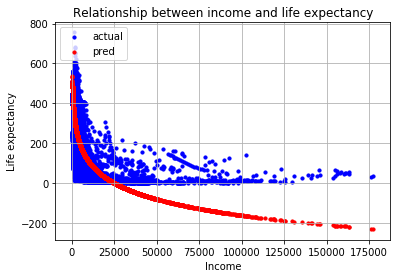 Relationship between income and life expectancy
actual
pred
800
600
400
200
0
−200
Life expectancy
0
25000
50000
75000
100000
125000
150000
175000
Income